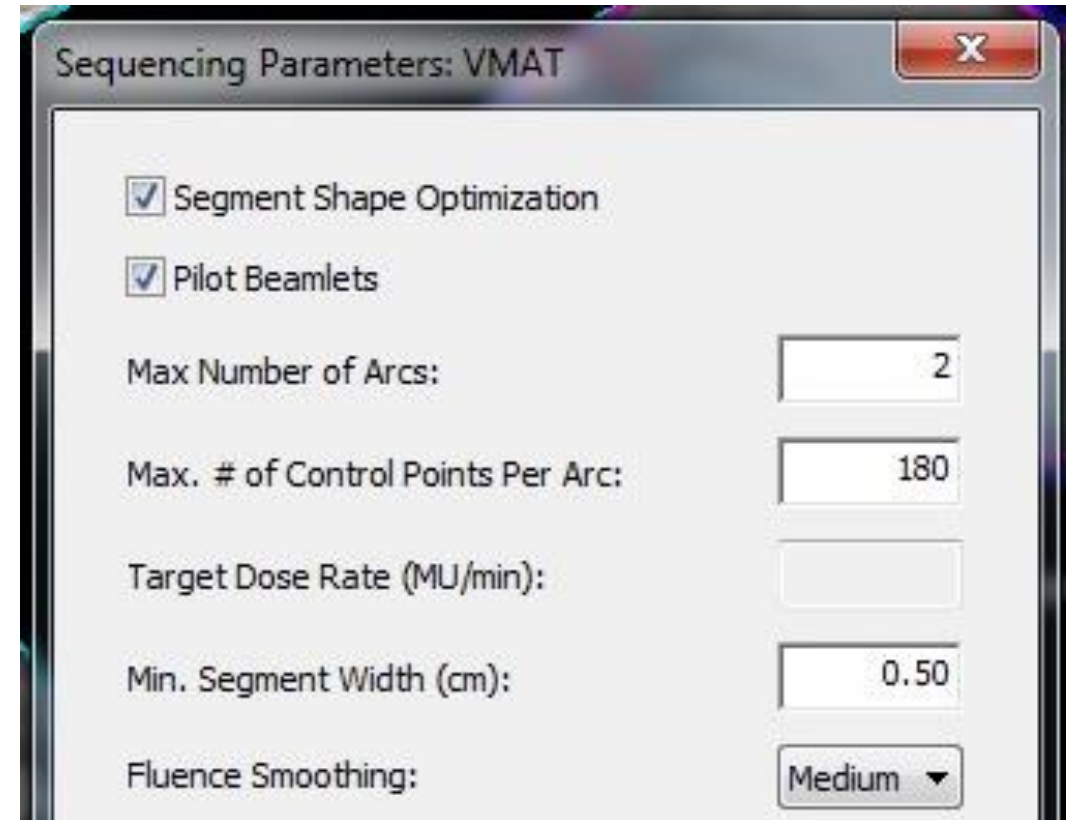 Sequencing Parameters: VMAT
Segment Shape Optimization
Pilot Beamlets
Max Number of Arcs: 2
Max. # of Control Points Per Arc: 180
Target Dose Rate (MU/min):
Min. Segment Width (cm): 0.50
Fluence Smoothing: Medium